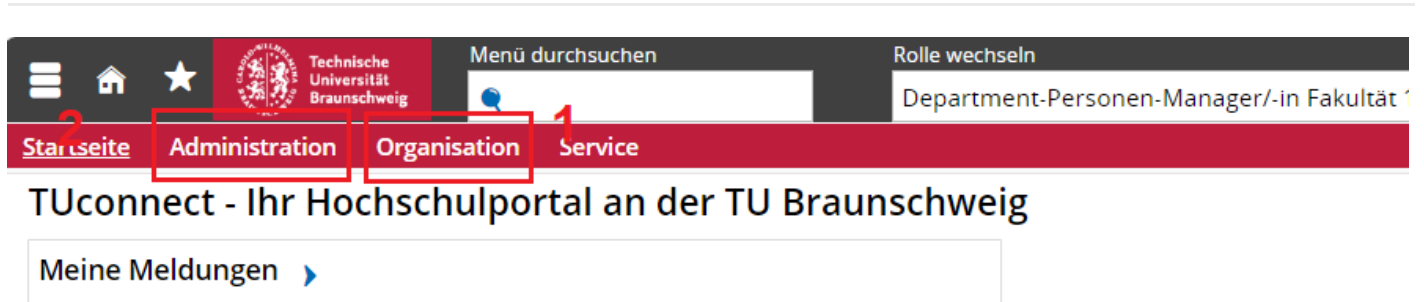 Menü durchsuchen
Rolle wechseln
Technische
Universität
Braunschweig
Department-Personen-Manager/-in Fakultät 1
2
1
Startseite Administration Organisation Service
TUconnect - Ihr Hochschulportal an der TU Braunschweig
Meine Meldungen